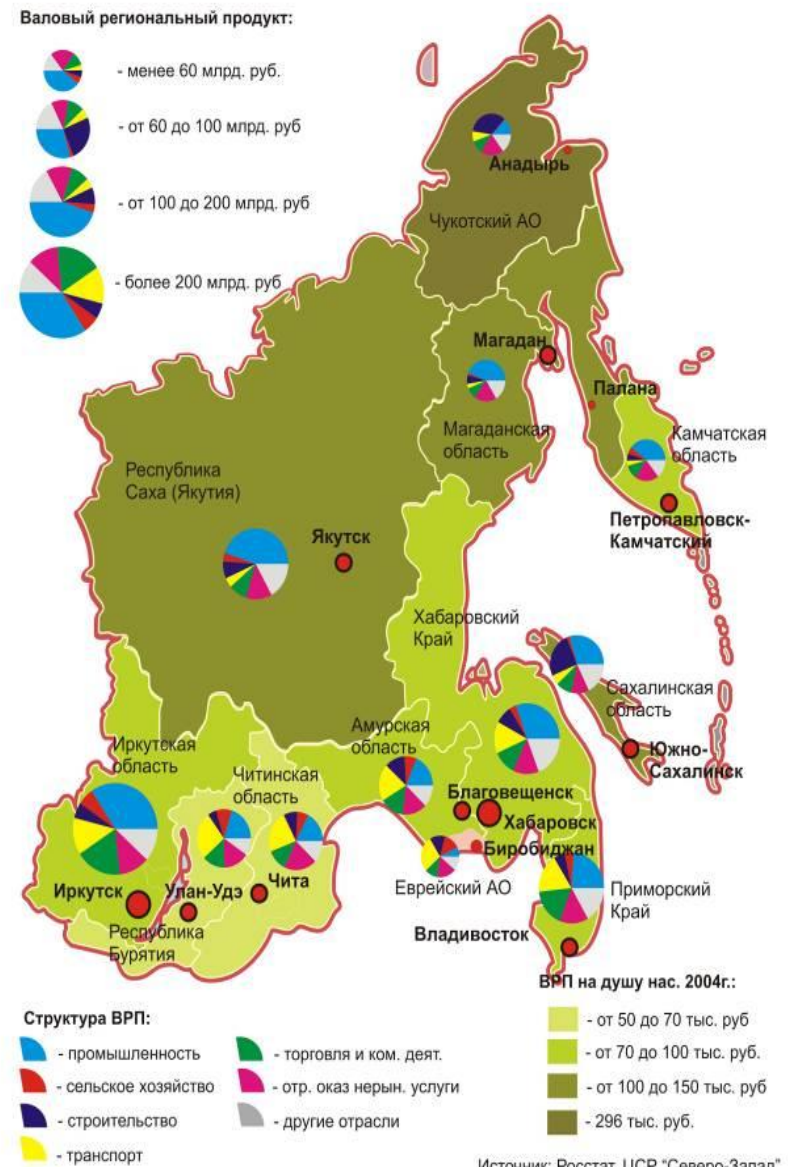 Валовый региональный продукт:
- менее 60 млрд. руб.
- от 60 до 100 млрд. руб
- от 100 до 200 млрд. руб
- более 200 млрд. руб
Анадырь
Чукотский АО
Магадан
Палана
Магаданская
область
Камчатская
область
Республика
Саха (Якутия)
Петропавловск-
Камчатский
Якутск
Хабаровский
Край
Сахалинская
область
Амурская
область
Иркутская
область
Южно-
Сахалинск
Читинская
область
Благовещенск
Хабаровск
Биробиджан
Еврейский АО
Иркутск
Улан-Удэ
Чита
Приморский
Край
Республика
Бурятия
Владивосток
ВРП на душу нас. 2004г.:
- от 50 до 70 тыс. руб
- от 70 до 100 тыс. руб.
- от 100 до 150 тыс. руб
- 296 тыс. руб.
Структура ВРП:
- промышленность
- сельское хозяйство
- строительство
- транспорт
- торговля и ком. деят.
- отр. оказ нерын. услуги
- другие отрасли
Источник: Росстат, ЦСР "Северо-Запад"